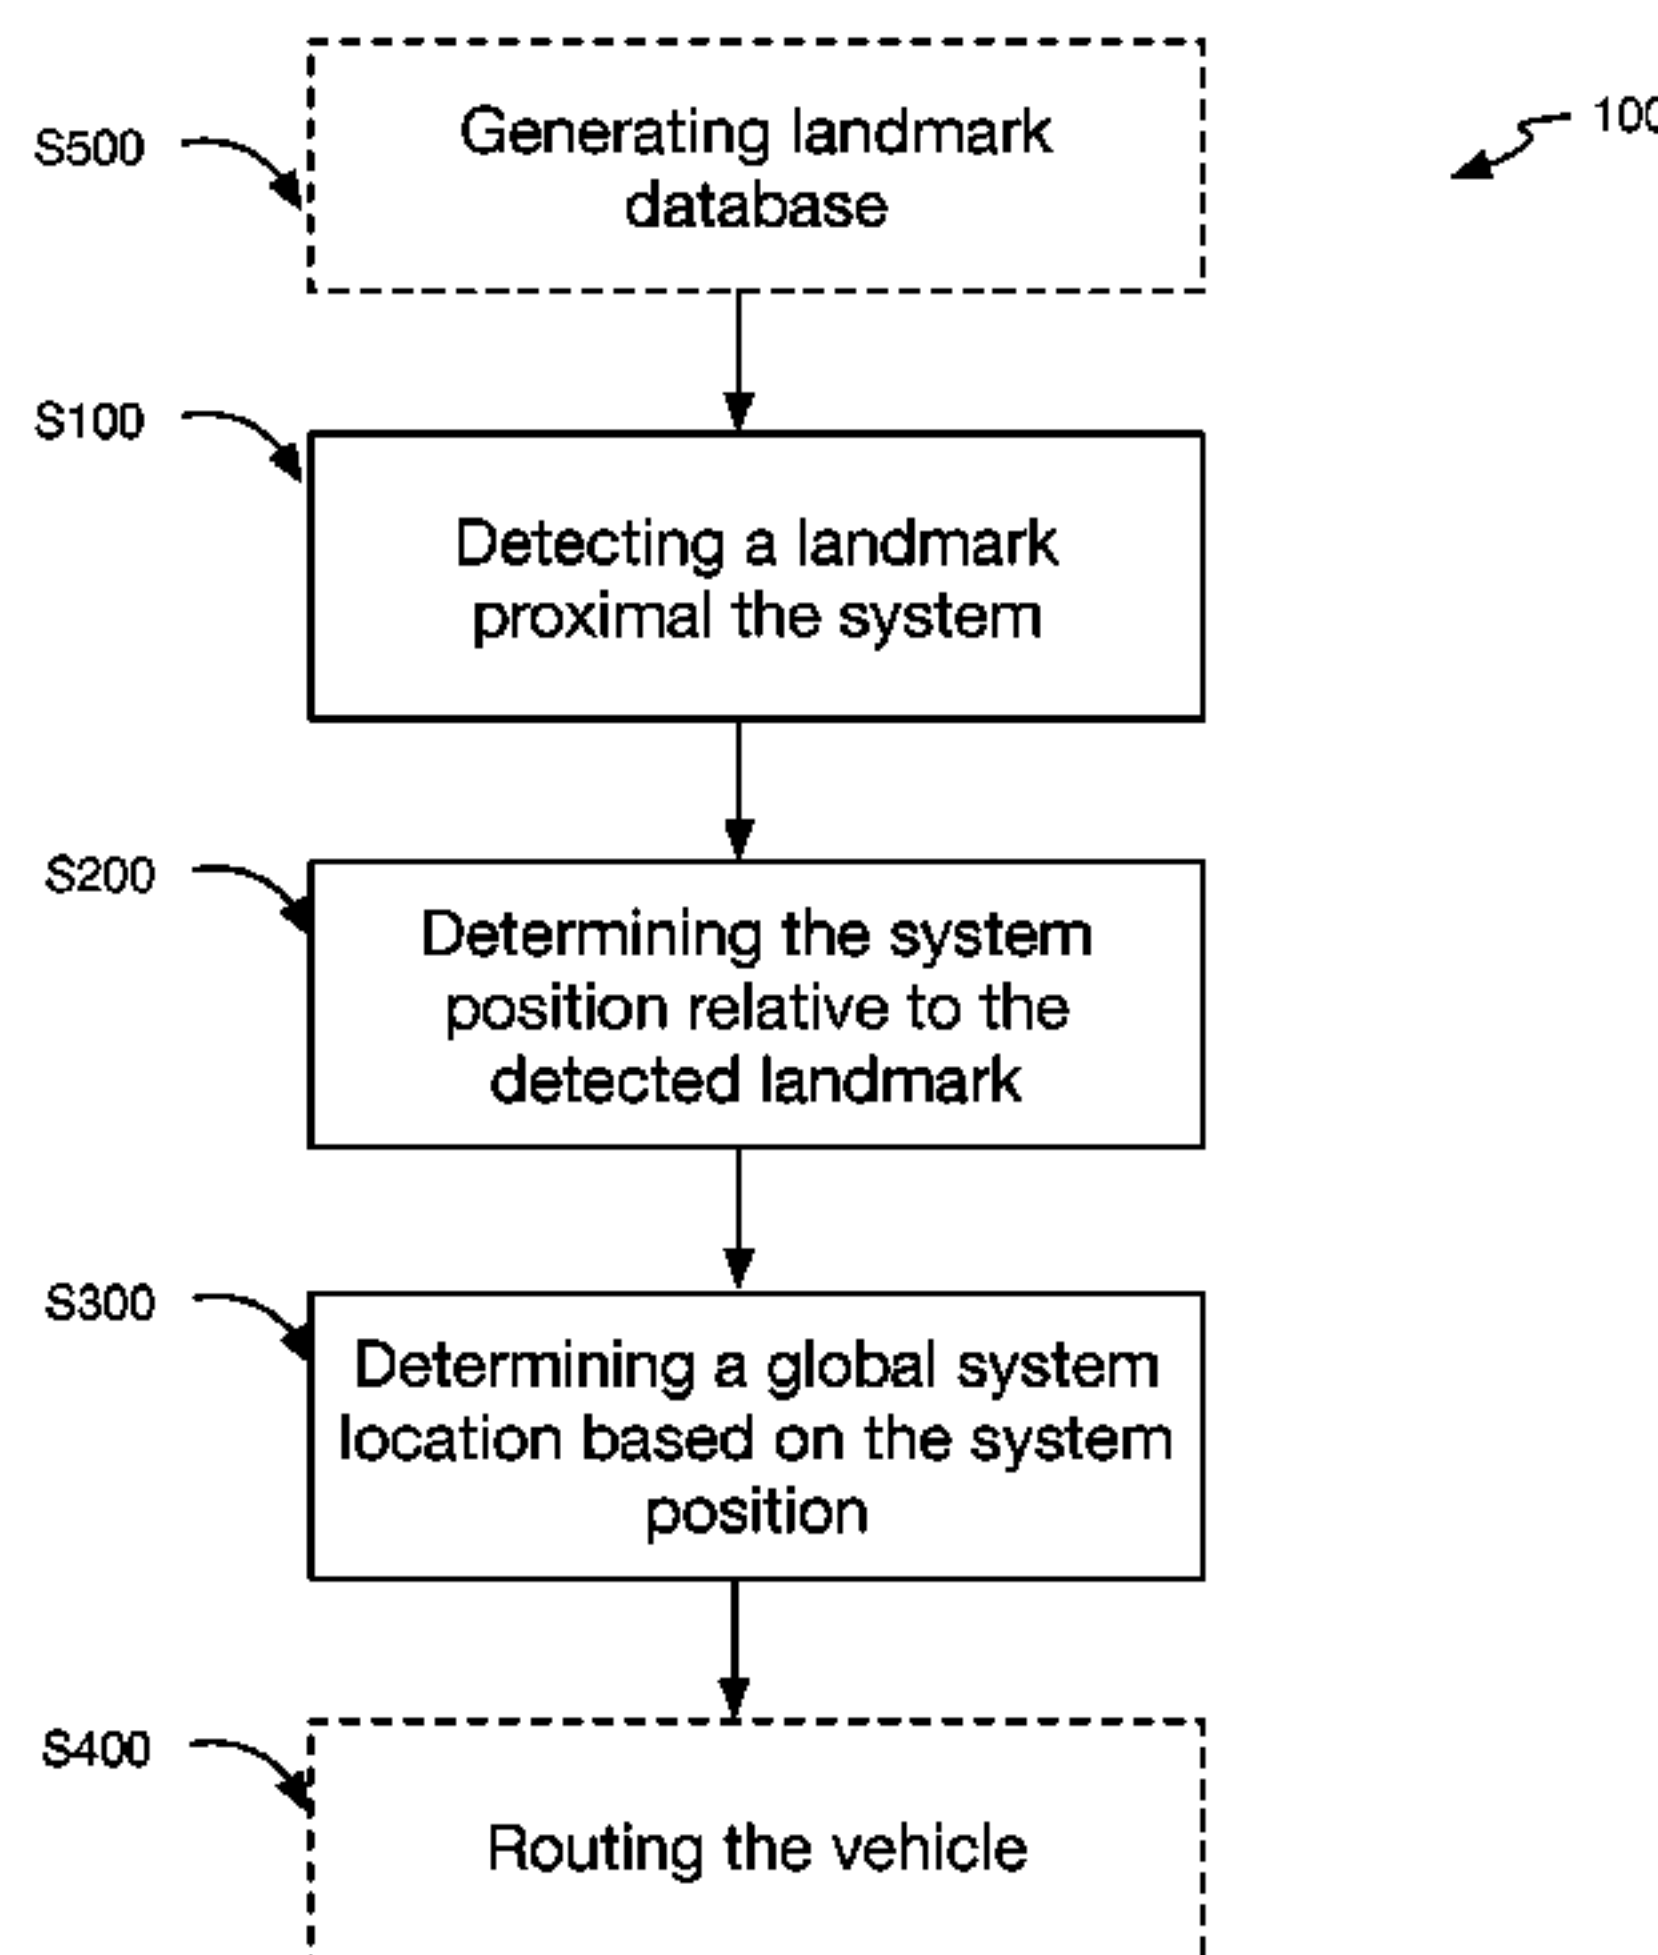 S500
Generating landmark
database
100
S100
Detecting a landmark
proximal the system
S200
Determining the system
position relative to the
detected landmark
S300
Determining a global system
location based on the system
position
S400
Routing the vehicle